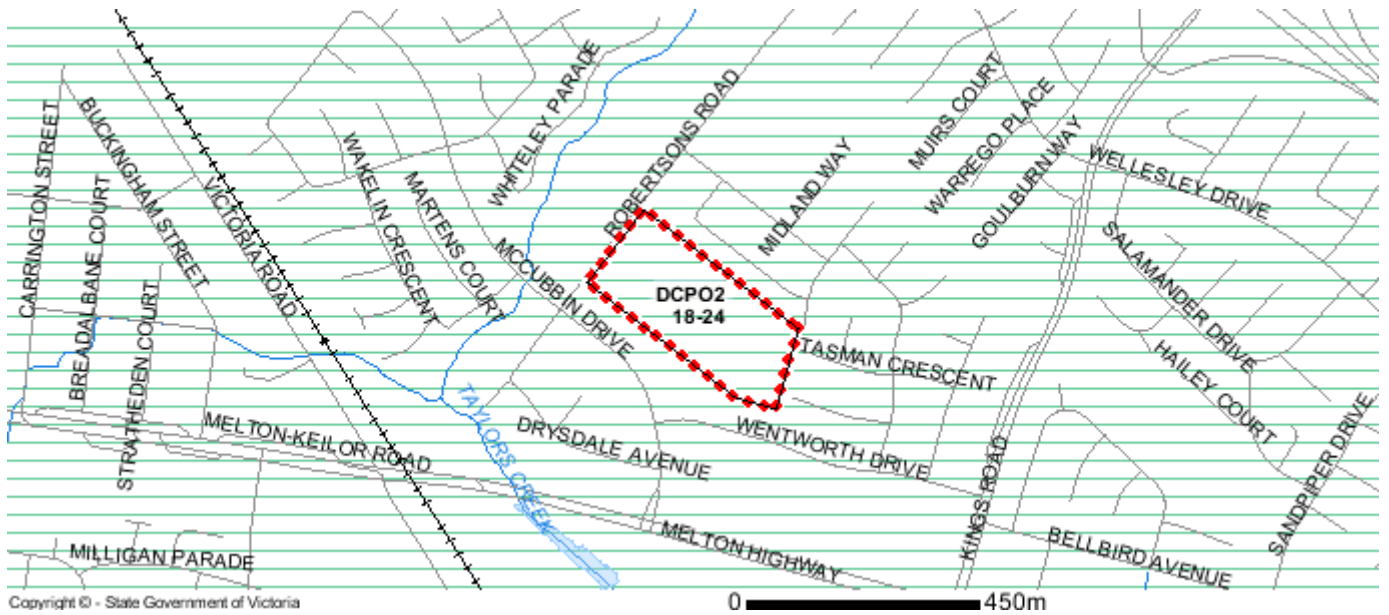 CARRINGTON STREET
BUCKINGHAM STREET
BREADALBANE COURT
STRATHEDEN COURT
VICTORIA ROAD
WAKELIN CRESCENT
MARTENS COURT
WHITELEY PARADE
MCCUBBIN DRIVE
ROBERTSONS ROAD
MIDLAND WAY
MUIRS COURT
WARREGO PLACE
GOULBURN WAY
WELLESLEY DRIVE
SALAMANDER DRIVE
HAILEY COURT
SANDPIPER DRIVE
DCPO2
18-24
TASMAN CRESCENT
WENTWORTH DRIVE
DRYSDALE AVENUE
TAYLORS CREEK
MELTON-KEILOR ROAD
MELTON HIGHWAY
KINGS ROAD
BELLBIRD AVENUE
MILLIGAN PARADE
Copyright © - State Government of Victoria
0 450m